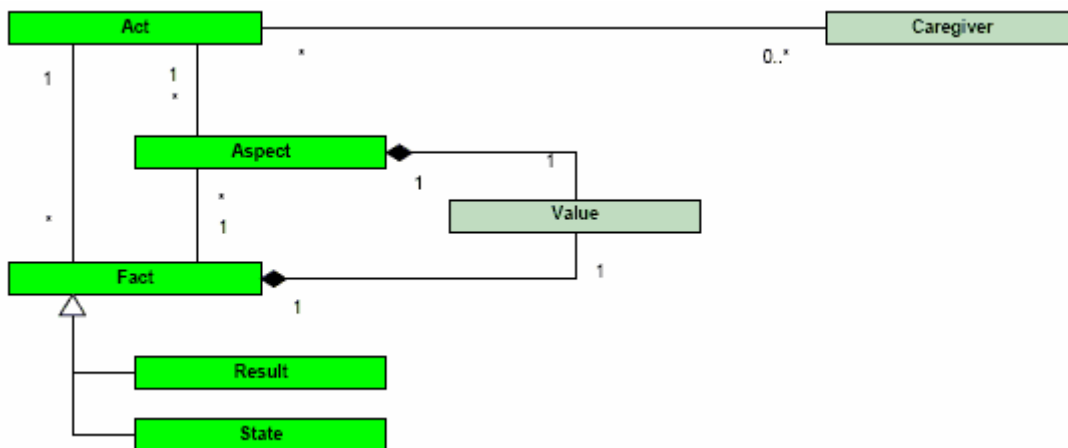 Act
Caregiver
*
0..*
1
1
*
Aspect
1
1
*
Value
*
1
Fact
1
1
Result
State